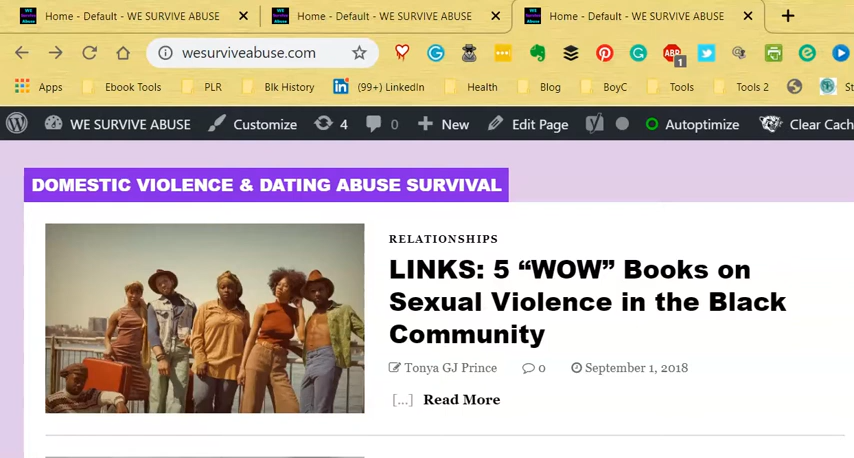 Home - Default - WE SURVIVE ABUSE
Home - Default - WE SURVIVE ABUSE
Home - Default - WE SURVIVE ABUSE
wesurviveabuse.com
ABP
1
Apps
Ebook Tools
PLR
Blk History
(99+) LinkedIn
Health
Blog
BoyC
Tools
Tools 2
St
WE SURVIVE ABUSE
Customize
4
0
New
Edit Page
Autoptimize
Clear Cach
DOMESTIC VIOLENCE & DATING ABUSE SURVIVAL
RELATIONSHIPS
LINKS: 5 “WOW” Books on
Sexual Violence in the Black
Community
Tonya GJ Prince 0 September 1, 2018
[...] Read More